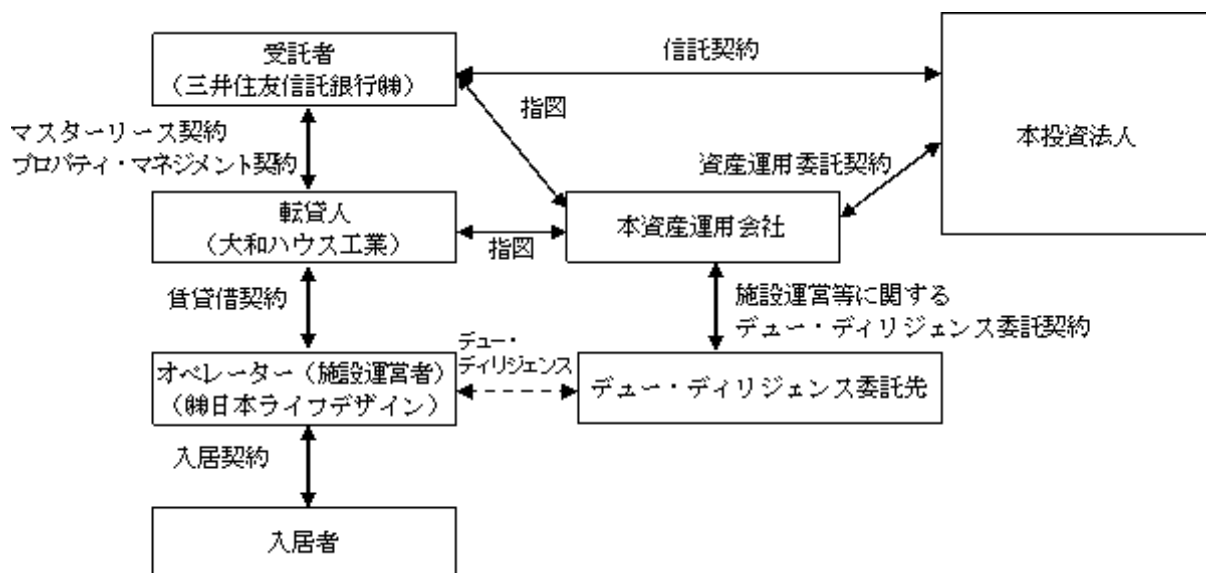 受託者
(三井住友信託銀行㈱)
信託契約
本投資法人
指図
マスターリース契約
プロパティ・マネジメント契約
資産運用委託契約
転貸人
(大和ハウス工業)
指図
本資産運用会社
賃貸借契約
施設運営等に関する
デュー・ディリジェンス委託契約
デュー・
ディリジェンス
オペレーター(施設運営者)
(㈱日本ライフデザイン)
デュー・ディリジェンス委託先
入居契約
入居者